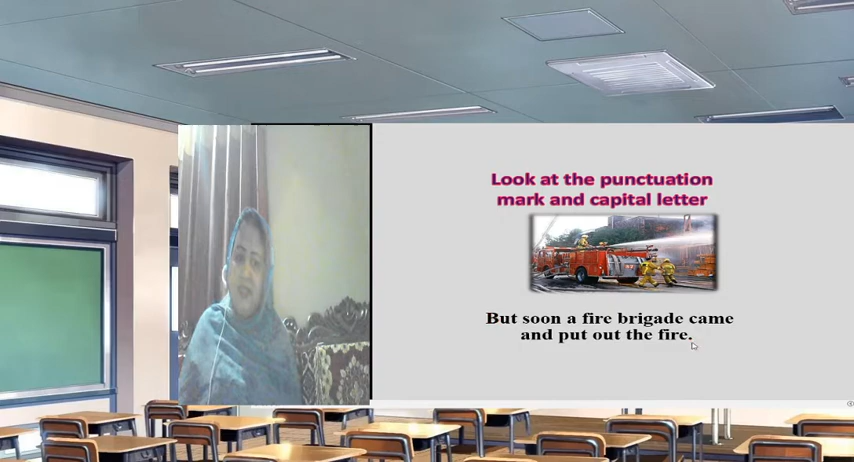 Look at the punctuation
mark and capital letter
But soon a fire brigade came
and put out the fire.